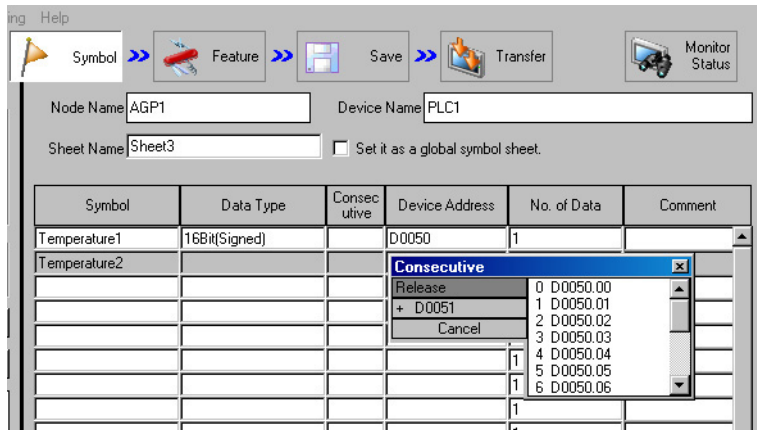 ing Help
Symbol Feature Save Transfer Monitor Status
Node Name AGP1 Device Name PLC1
Sheet Name Sheet3 Set it as a global symbol sheet.
Symbol Data Type Consec utive Device Address No. of Data Comment
Temperature1 16Bit(Signed) D0050 1
Temperature2
Consecutive
Release 0 D0050.00
+ D0051 1 D0050.01
Cancel 2 D0050.02
3 D0050.03
4 D0050.04
5 D0050.05
6 D0050.06
1
1
1